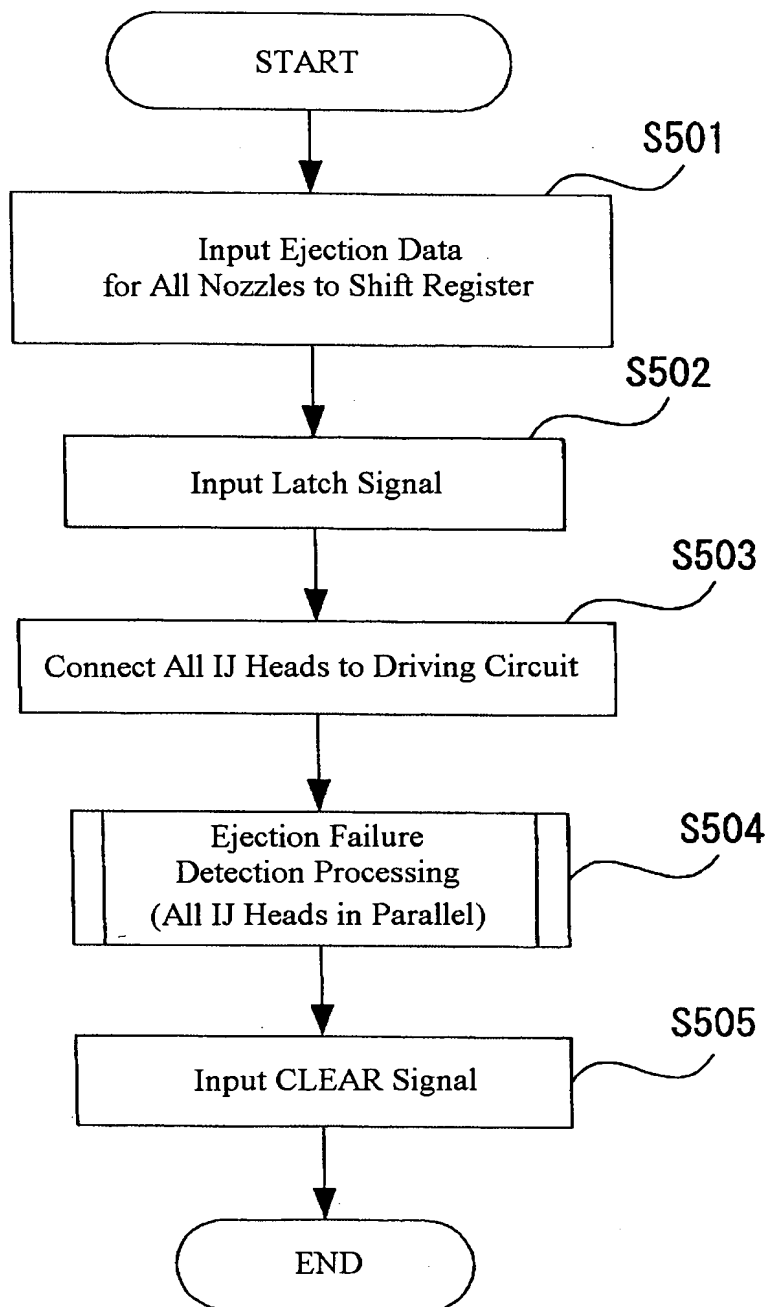 START
S501
Input Ejection Data
for All Nozzles to Shift Register
S502
Input Latch Signal
S503
Connect All IJ Heads to Driving Circuit
S504
Ejection Failure
Detection Processing
(All IJ Heads in Parallel)
S505
Input CLEAR Signal
END